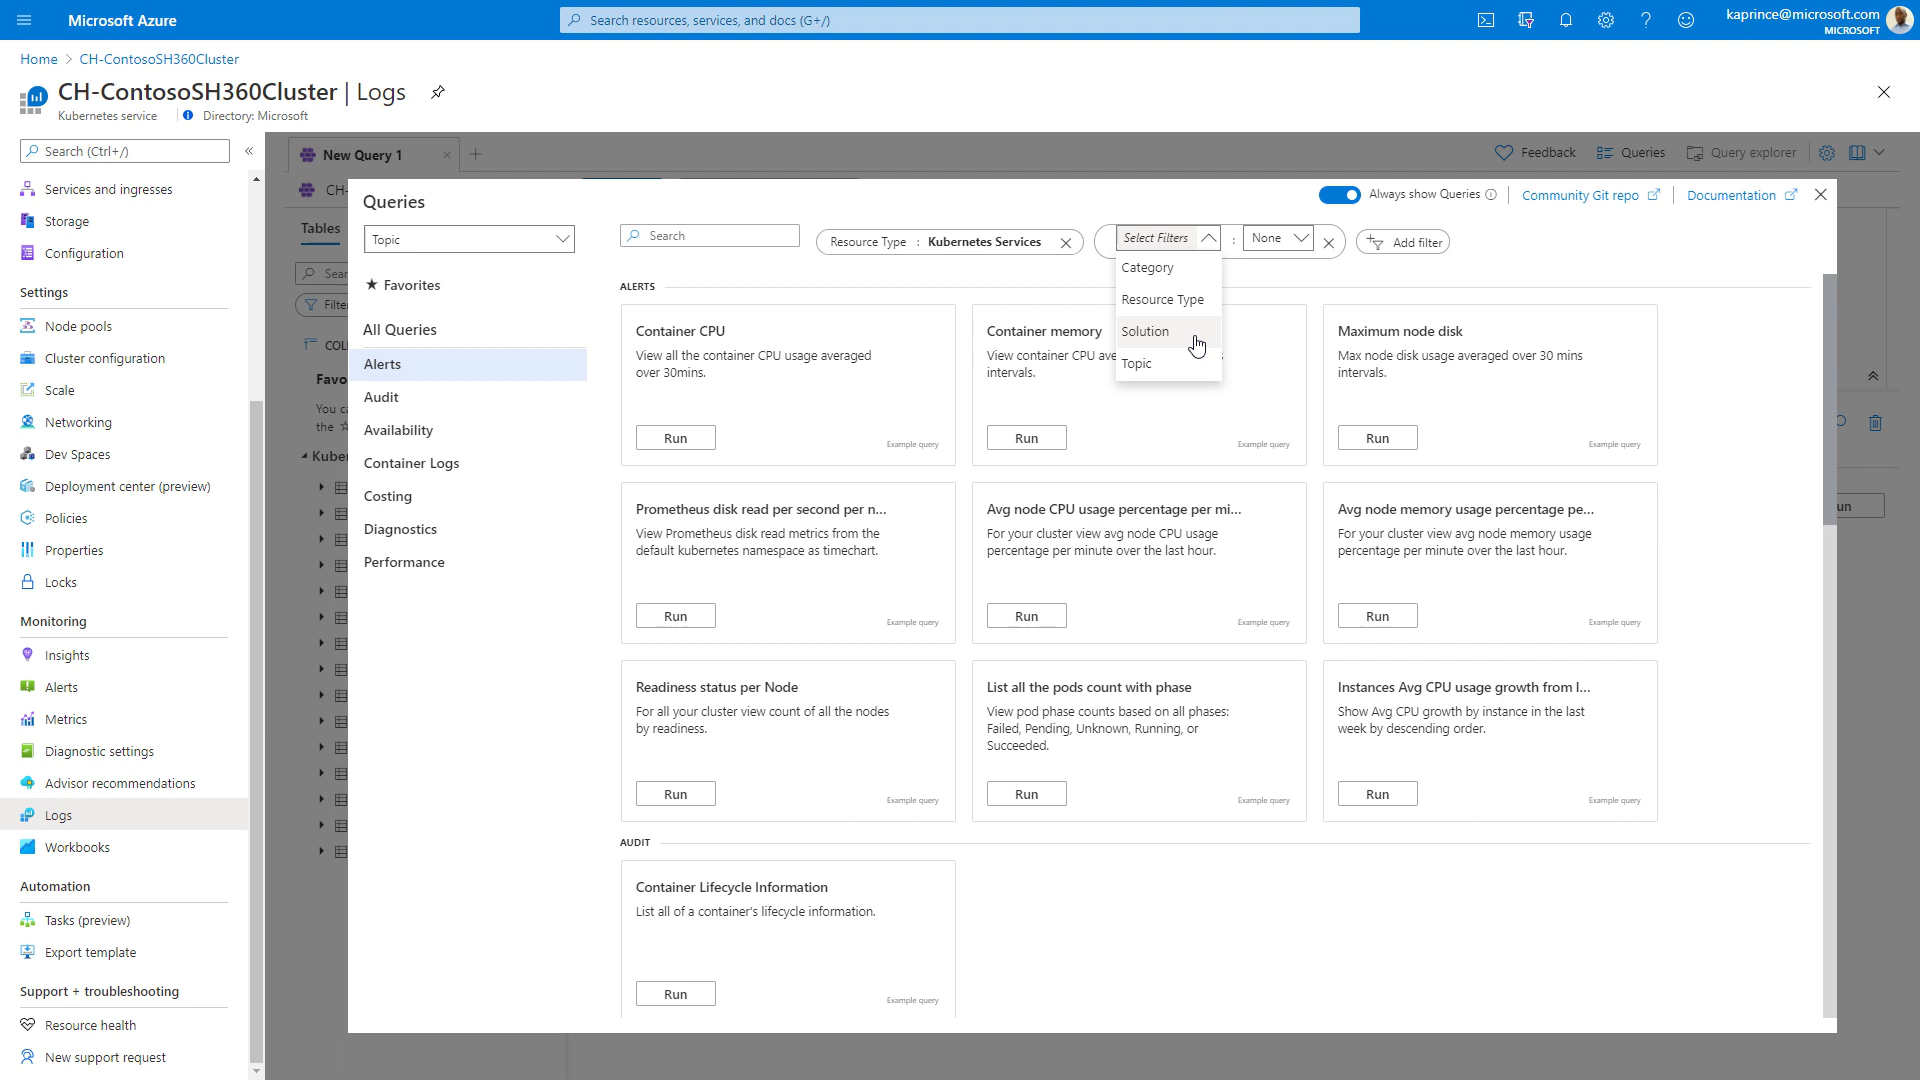 Microsoft Azure
Search resources, services, and docs (G+/)
kaprince@microsoft.com
MICROSOFT
Home > CH-ContosoSH360Cluster
CH-ContosoSH360Cluster | Logs
Kubernetes service
Directory: Microsoft
Search (Ctrl+/)
Services and ingresses
Storage
Configuration
Settings
Node pools
Cluster configuration
Scale
Networking
Dev Spaces
Deployment center (preview)
Policies
Properties
Locks
Monitoring
Insights
Alerts
Metrics
Diagnostic settings
Advisor recommendations
Logs
Workbooks
Automation
Tasks (preview)
Export template
Support + troubleshooting
Resource health
New support request
New Query 1
Feedback
Queries
Query explorer
CH-
Tables
Sear
Filte
COL
Favo
You ca
the
Kuber
un
Queries
Always show Queries
Community Git repo
Documentation
Topic
Search
Resource Type : Kubernetes Services
Select Filters
:
None
Add filter
Category
Resource Type
Solution
Topic
Favorites
All Queries
Alerts
Audit
Availability
Container Logs
Costing
Diagnostics
Performance
ALERTS
Container CPU
View all the container CPU usage averaged
over 30mins.
Run
Example query
Container memory
View container CPU ave
intervals.
Run
Example query
Maximum node disk
Max node disk usage averaged over 30 mins
intervals.
Run
Example query
Prometheus disk read per second per n...
View Prometheus disk read metrics from the
default kubernetes namespace as timechart.
Run
Example query
Avg node CPU usage percentage per mi...
For your cluster view avg node CPU usage
percentage per minute over the last hour.
Run
Example query
Avg node memory usage percentage pe...
For your cluster view avg node memory usage
percentage per minute over the last hour.
Run
Example query
Readiness status per Node
For all your cluster view count of all the nodes
by readiness.
Run
Example query
List all the pods count with phase
View pod phase counts based on all phases:
Failed, Pending, Unknown, Running, or
Succeeded.
Run
Example query
Instances Avg CPU usage growth from l...
Show Avg CPU growth by instance in the last
week by descending order.
Run
Example query
AUDIT
Container Lifecycle Information
List all of a container's lifecycle information.
Run
Example query